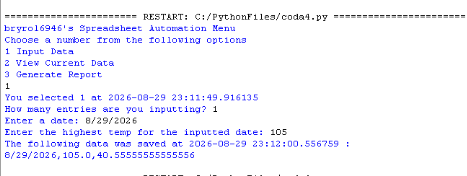 ======================= RESTART: C:/PythonFiles/coda4.py =======================
bryro16946's Spreadsheet Automation Menu
Choose a number from the following options
1 Input Data
2 View Current Data
3 Generate Report
1
You selected 1 at 2026-08-29 23:11:49.916135
How many entries are you inputting? 1
Enter a date: 8/29/2026
Enter the highest temp for the inputted date: 105
The following data was saved at 2026-08-29 23:12:00.556759 :
8/29/2026,105.0,40.55555555555556